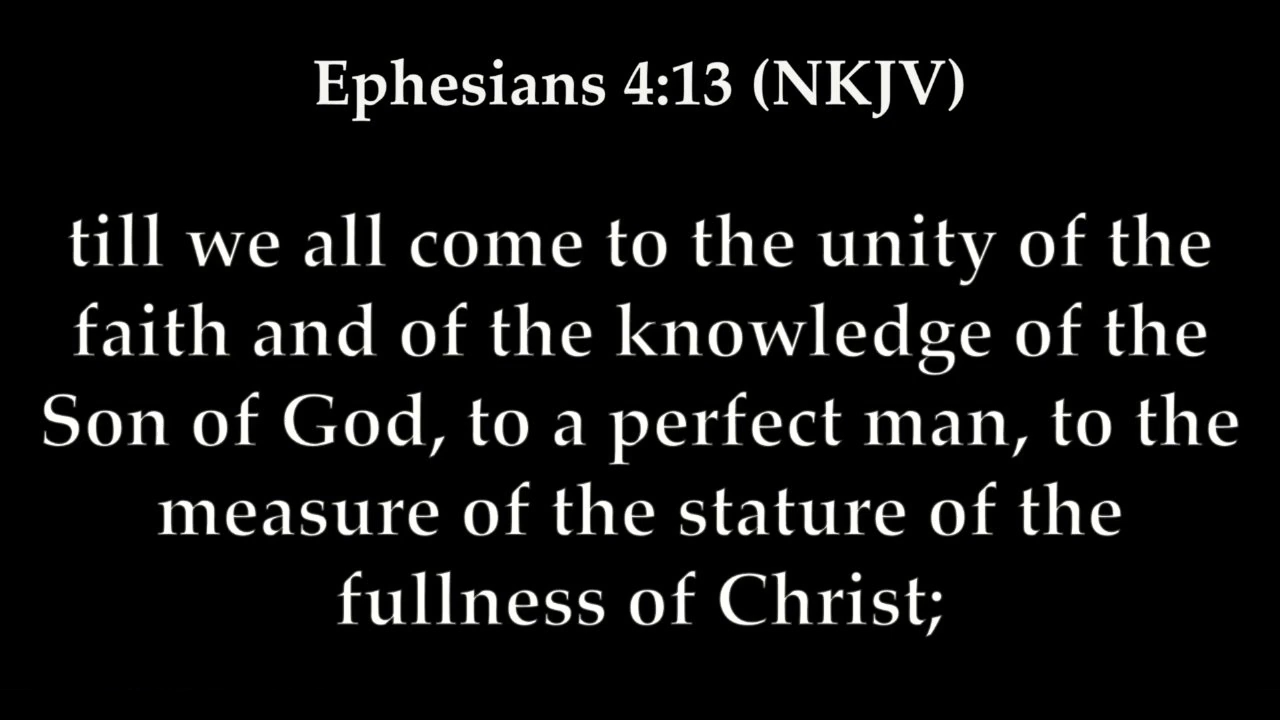 Ephesians 4:13 (NKJV)
till we all come to the unity of the
faith and of the knowledge of the
Son of God, to a perfect man, to the
measure of the stature of the
fullness of Christ;